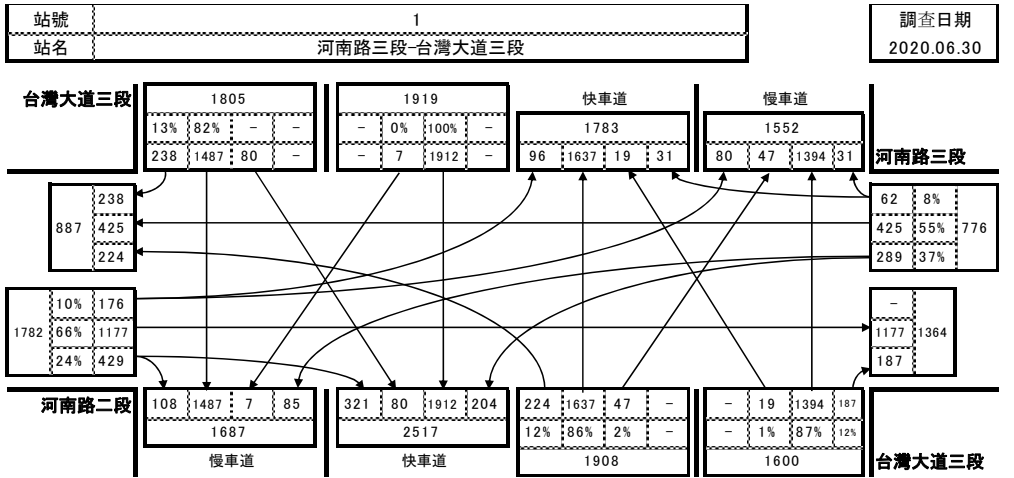 站號 1 調查日期
站名 河南路三段-台灣大道三段 2020.06.30
台灣大道三段 1805 1919 快車道 慢車道
13% 82% - - - 0% 100% - 1783 1552
238 1487 80 - - 7 1912 - 96 1637 19 31 80 47 1394 31 河南路三段
238 62 8%
887 425 425 55% 776
224 289 37%
10% 176 -
1782 66% 1177 1177 1364
24% 429 187
河南路二段 108 1487 7 85 321 80 1912 204 224 1637 47 - - 19 1394 187
1687 2517 12% 86% 2% - - 1% 87% 12%
慢車道 快車道 1908 1600 台灣大道三段